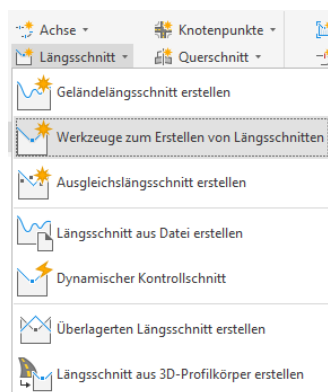 Achse
Knotenpunkte
Längsschnitt
Querschnitt
Geländelängsschnitt erstellen
Werkzeuge zum Erstellen von Längsschnitten
Ausgleichslängsschnitt erstellen
Längsschnitt aus Datei erstellen
Dynamischer Kontrollschnitt
Überlagerten Längsschnitt erstellen
Längsschnitt aus 3D-Profilkörper erstellen